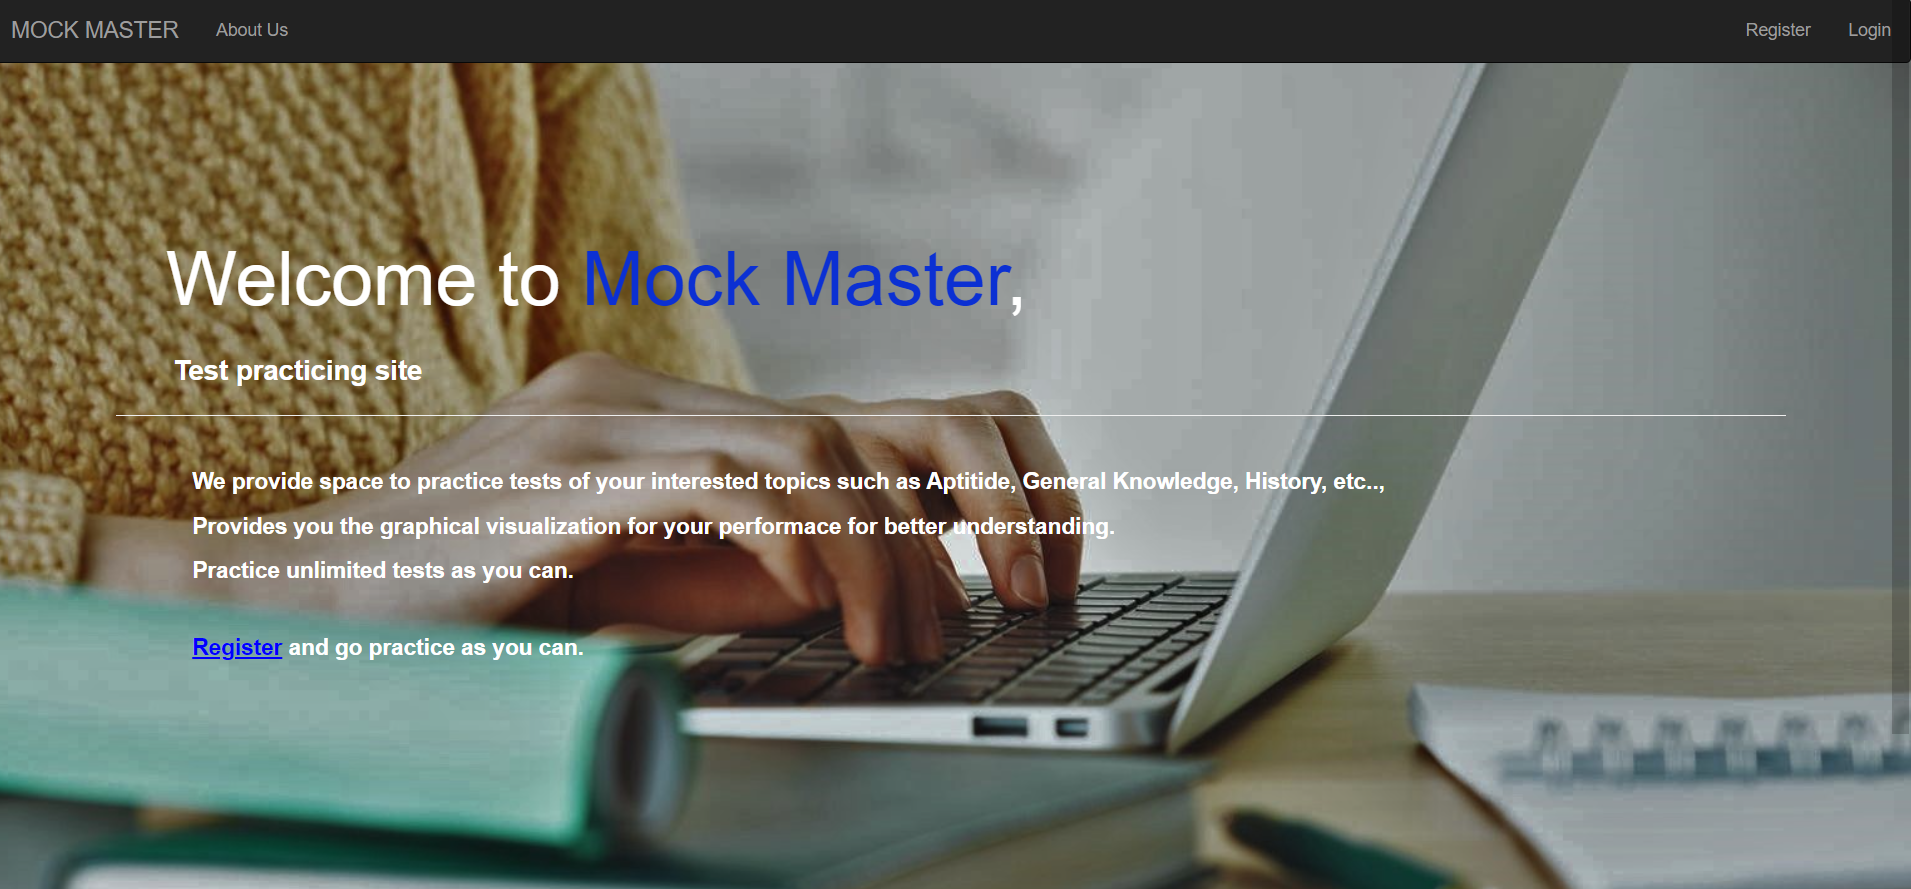 MOCK MASTER About Us Register Login
Welcome to Mock Master,
Test practicing site
We provide space to practice tests of your interested topics such as Aptitide, General Knowledge, History, etc..,
Provides you the graphical visualization for your performace for better understanding.
Practice unlimited tests as you can.
Register and go practice as you can.